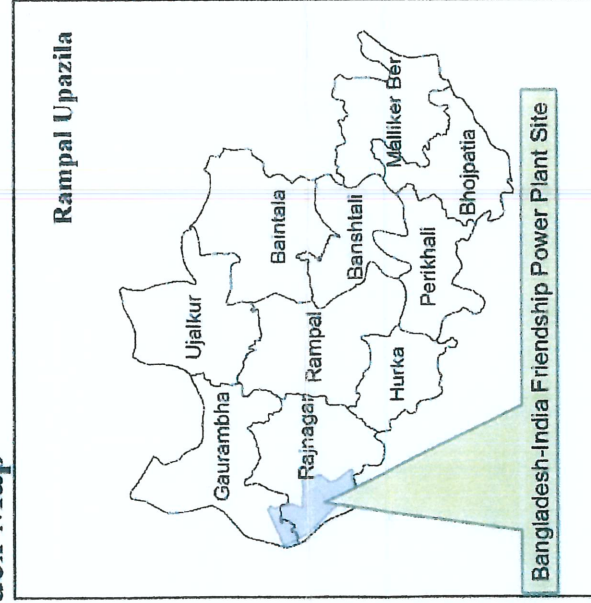 Rampal Upazila
Ujalkur
Gaurambha
Baintala
Malliker Ber
Rajnagar
Rampal
Banshtali
Hurka
Perikhali
Bhojpatia
Bangladesh-India Friendship Power Plant Site